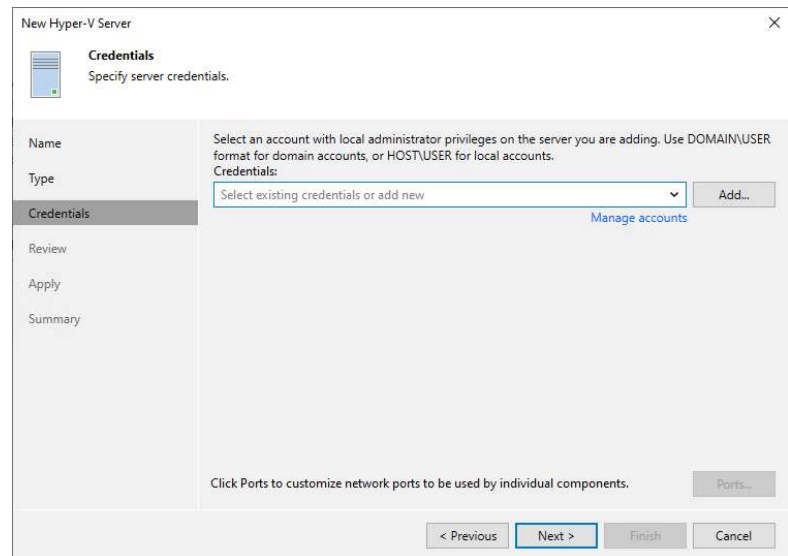 New Hyper-V Server
Credentials
Specify server credentials.
Name
Type
Credentials
Review
Apply
Summary
Select an account with local administrator privileges on the server you are adding. Use DOMAIN\USER
format for domain accounts, or HOST\USER for local accounts.
Credentials:
Select existing credentials or add new
Add...
Manage accounts
Click Ports to customize network ports to be used by individual components.
Ports...
< Previous
Next >
Finish
Cancel